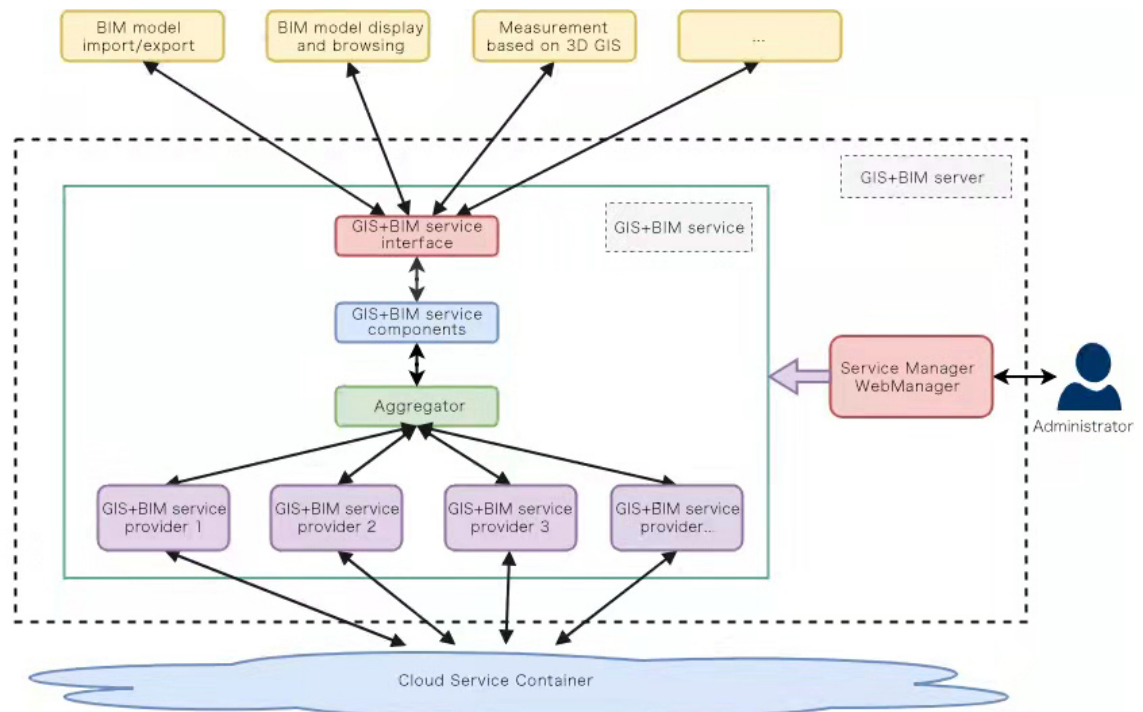 BIM model
import/export
BIM model display
and browsing
Measurement
based on 3D GIS
...
GIS+BIM server
GIS+BIM service
GIS+BIM service
interface
GIS+BIM service
components
Aggregator
Service Manager
WebManager
Administrator
GIS+BIM service
provider 1
GIS+BIM service
provider 2
GIS+BIM service
provider 3
GIS+BIM service
provider...
Cloud Service Container